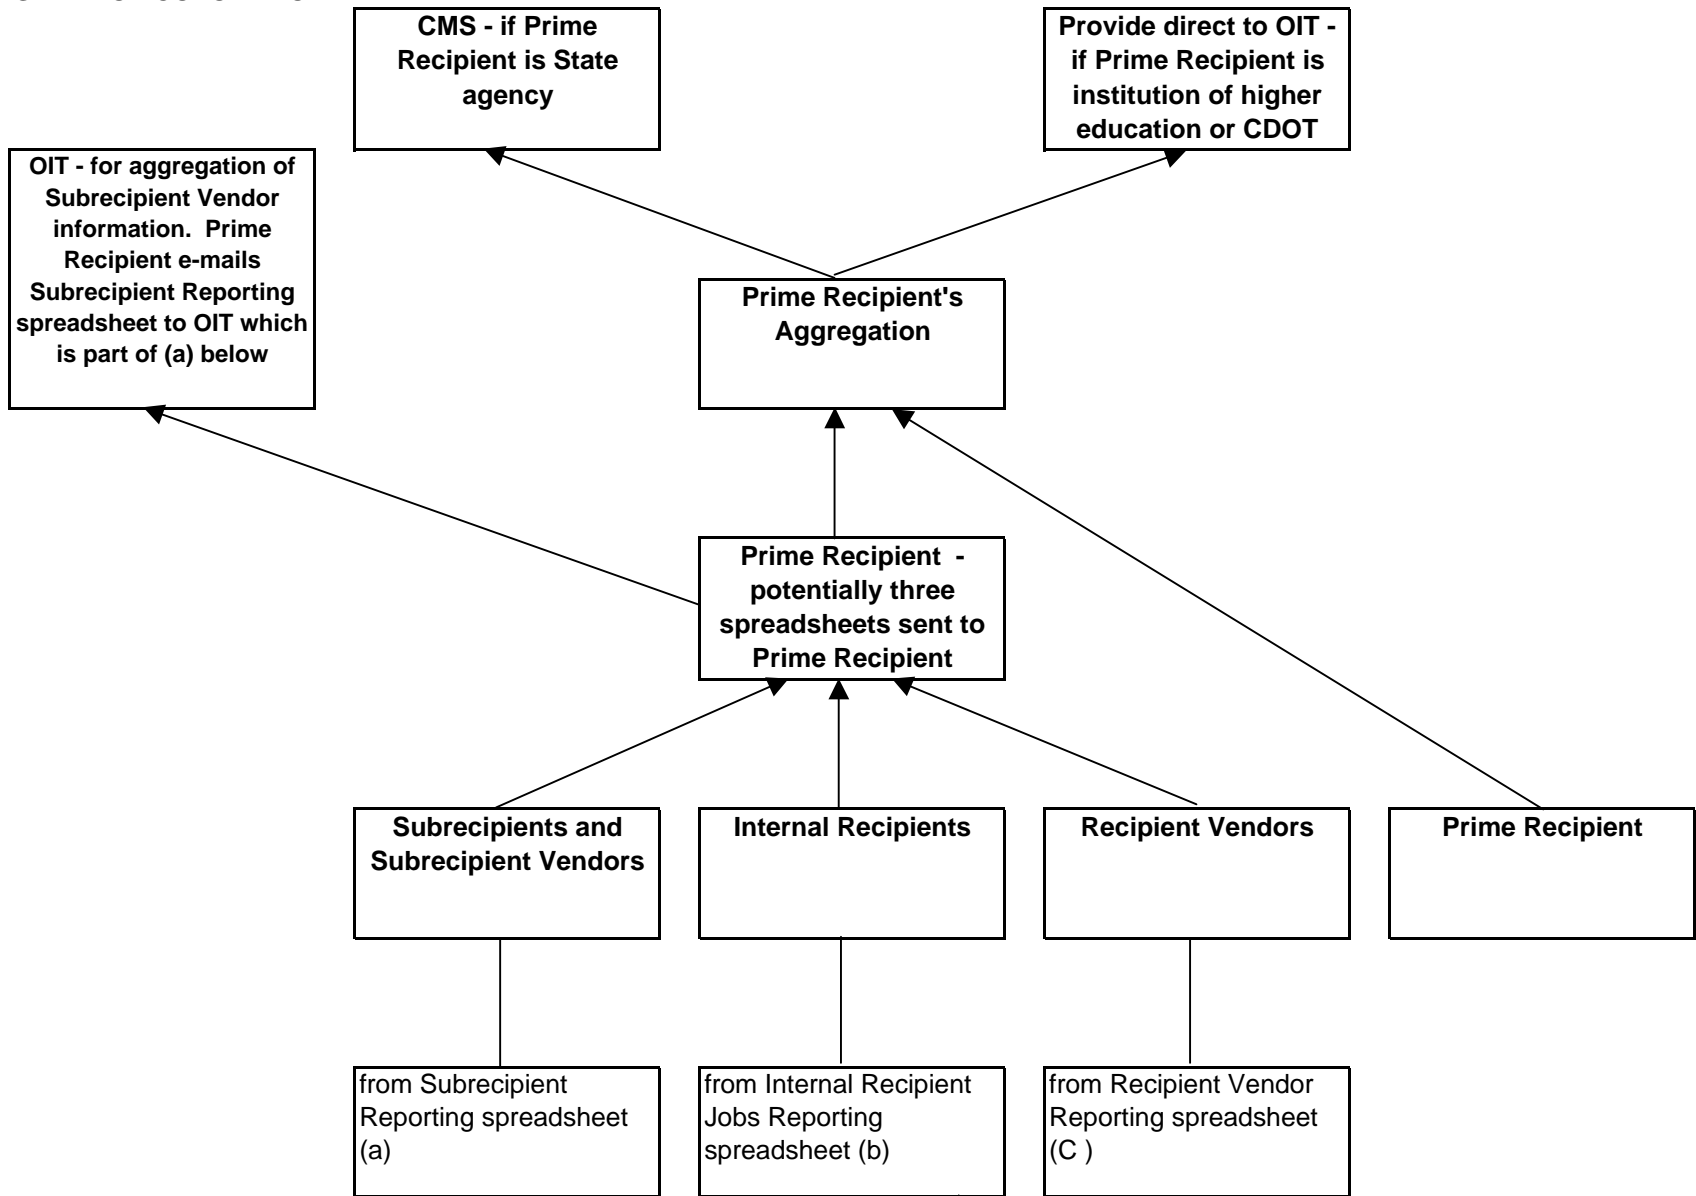 CMS - if Prime
Recipient is State
agency
Provide direct to OIT -
if Prime Recipient is
institution of higher
education or CDOT
OIT - for aggregation of
Subrecipient Vendor
information.  Prime
Recipient e-mails
Subrecipient Reporting
spreadsheet to OIT which
is part of (a) below
Prime Recipient's
Aggregation
Prime Recipient  -
potentially three
spreadsheets sent to
Prime Recipient
Subrecipients and
Subrecipient Vendors
Internal Recipients
Recipient Vendors
Prime Recipient
from Subrecipient
Reporting spreadsheet
(a)
from Internal Recipient
Jobs Reporting
spreadsheet (b)
from Recipient Vendor
Reporting spreadsheet
(C )